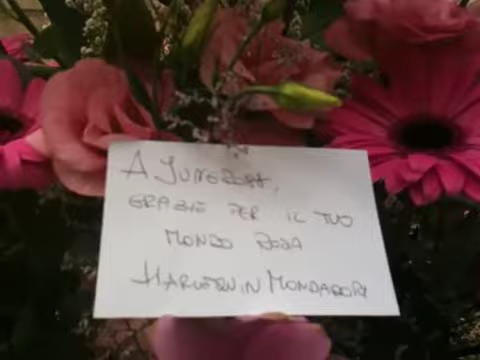 A
GRAZIE PER IL TUO
MONDO ROSA
HARLEQUIN MONDADORI